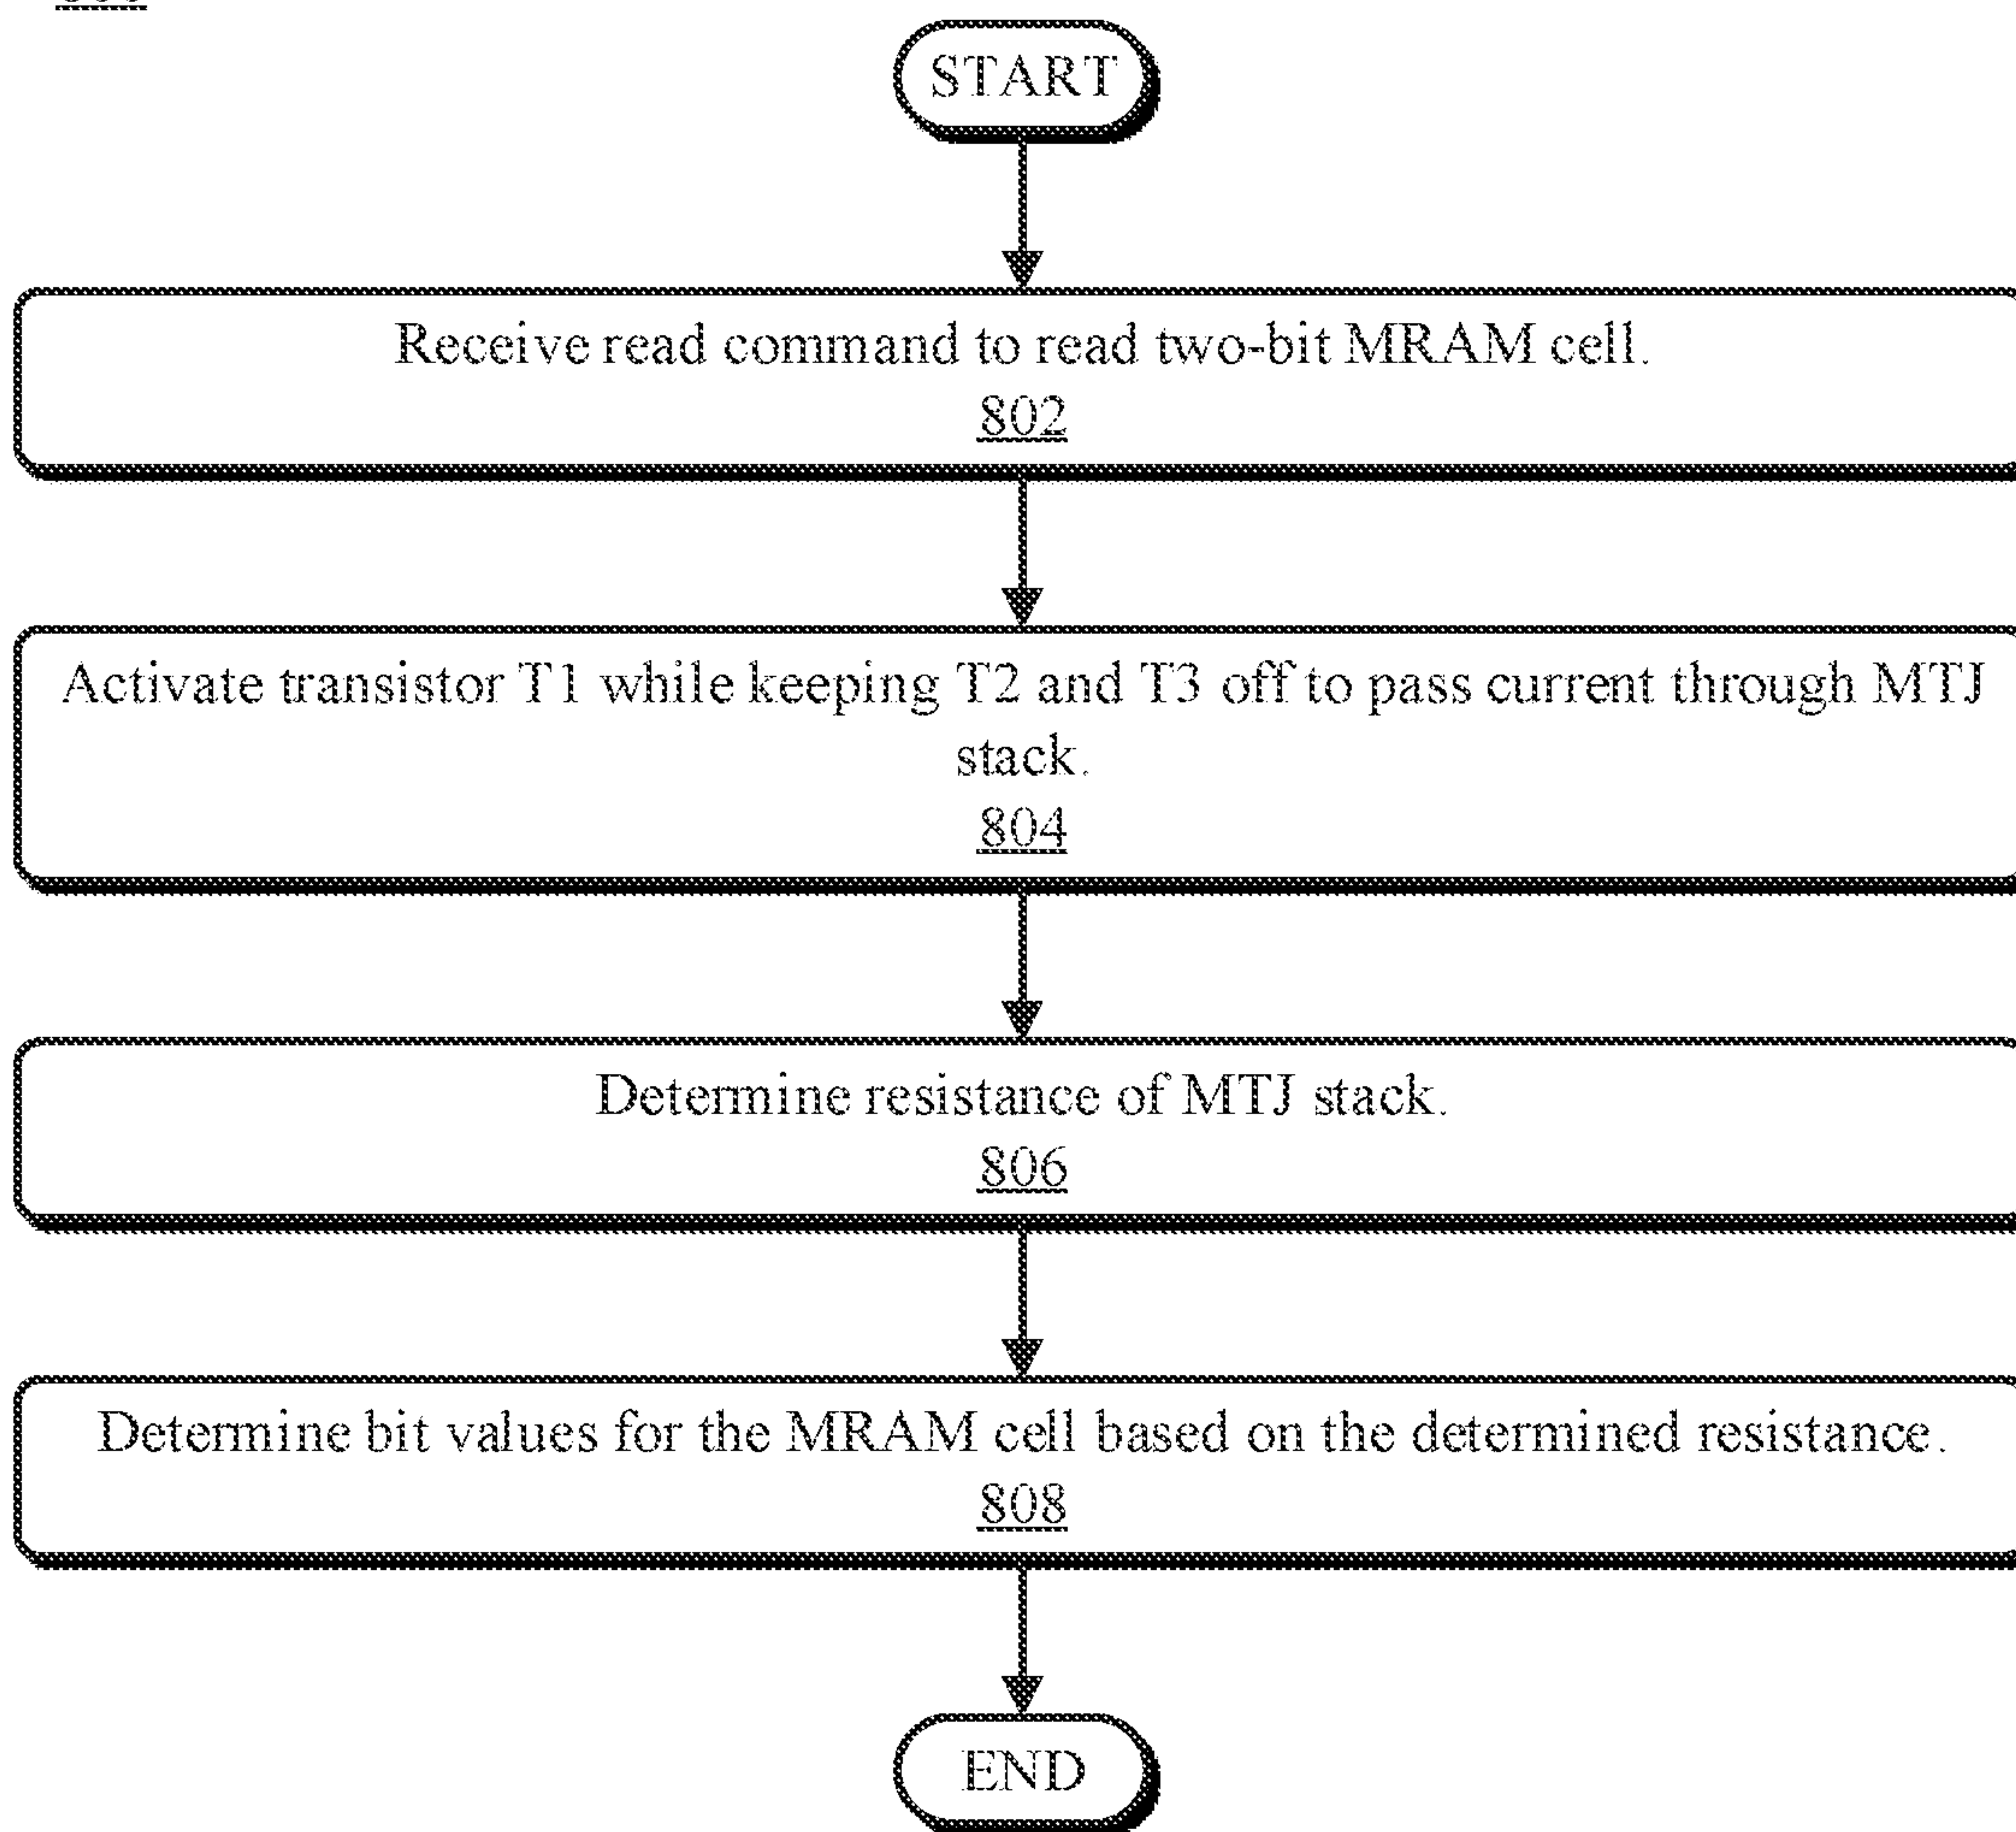 START
Receive read command to read two-bit MRAM cell.
802
Activate transistor T1 while keeping T2 and T3 off to pass current through MTJ
stack.
804
Determine resistance of MTJ stack.
806
Determine bit values for the MRAM cell based on the determined resistance.
808
END